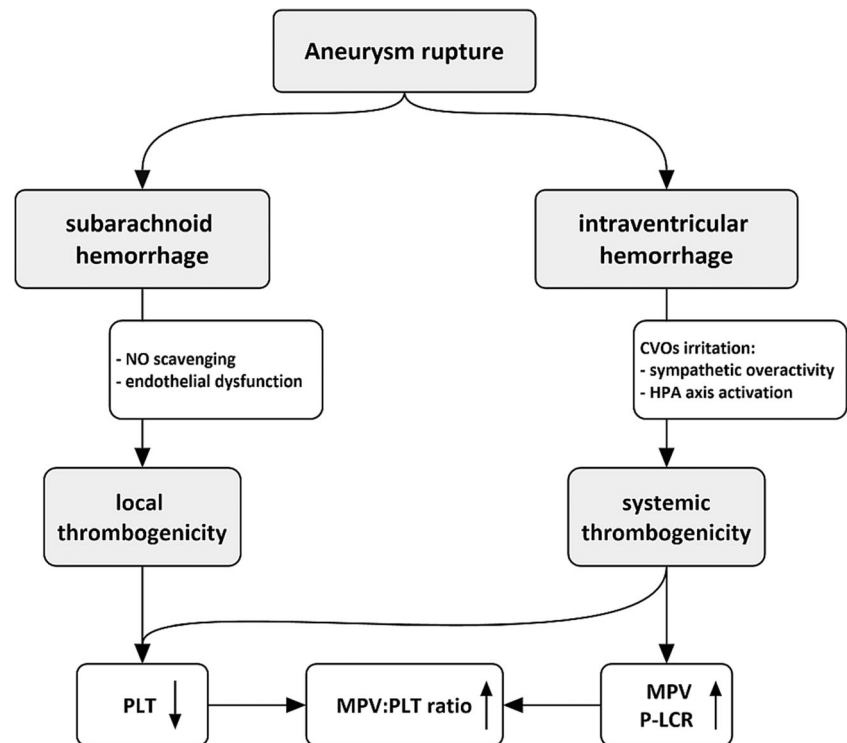 Aneurysm rupture
subarachnoid
hemorrhage
intraventricular
hemorrhage
- NO scavenging
- endothelial dysfunction
CVOs irritation:
- sympathetic overactivity
- HPA axis activation
local
thrombogenicity
systemic
thrombogenicity
PLT
MPV:PLT ratio
MPV
P-LCR